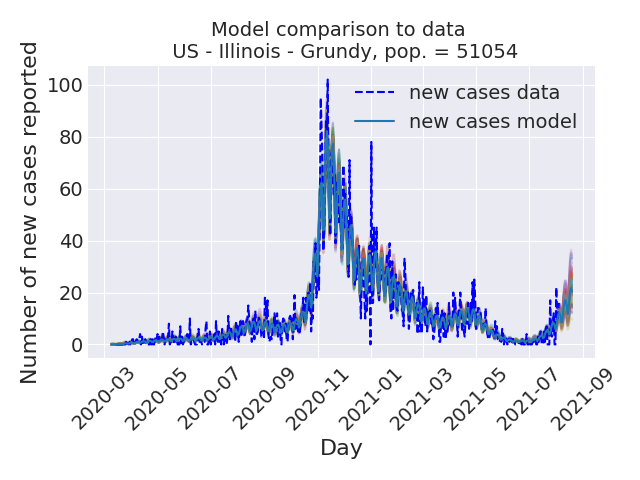 Model comparison to data
US - Illinois - Grundy, pop. = 51054
Number of new cases reported
100
80
60
40
20
0
new cases data
new cases model
2020-03
2020-05
2020-07
2020-09
2020-11
2021-01
2021-03
2021-05
2021-07
2021-09
Day